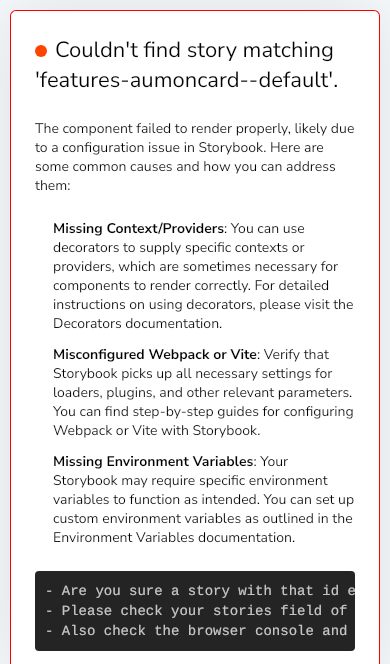 Couldn't find story matching
'features-aumoncard--default'.
The component failed to render properly, likely due
to a configuration issue in Storybook. Here are
some common causes and how you can address
them:
Missing Context/Providers: You can use
decorators to supply specific contexts or
providers, which are sometimes necessary for
components to render correctly. For detailed
instructions on using decorators, please visit the
Decorators documentation.
Misconfigured Webpack or Vite: Verify that
Storybook picks up all necessary settings for
loaders, plugins, and other relevant parameters.
You can find step-by-step guides for configuring
Webpack or Vite with Storybook.
Missing Environment Variables: Your
Storybook may require specific environment
variables to function as intended. You can set up
custom environment variables as outlined in the
Environment Variables documentation.
- Are you sure a story with that id e
- Please check your stories field of
- Also check the browser console and